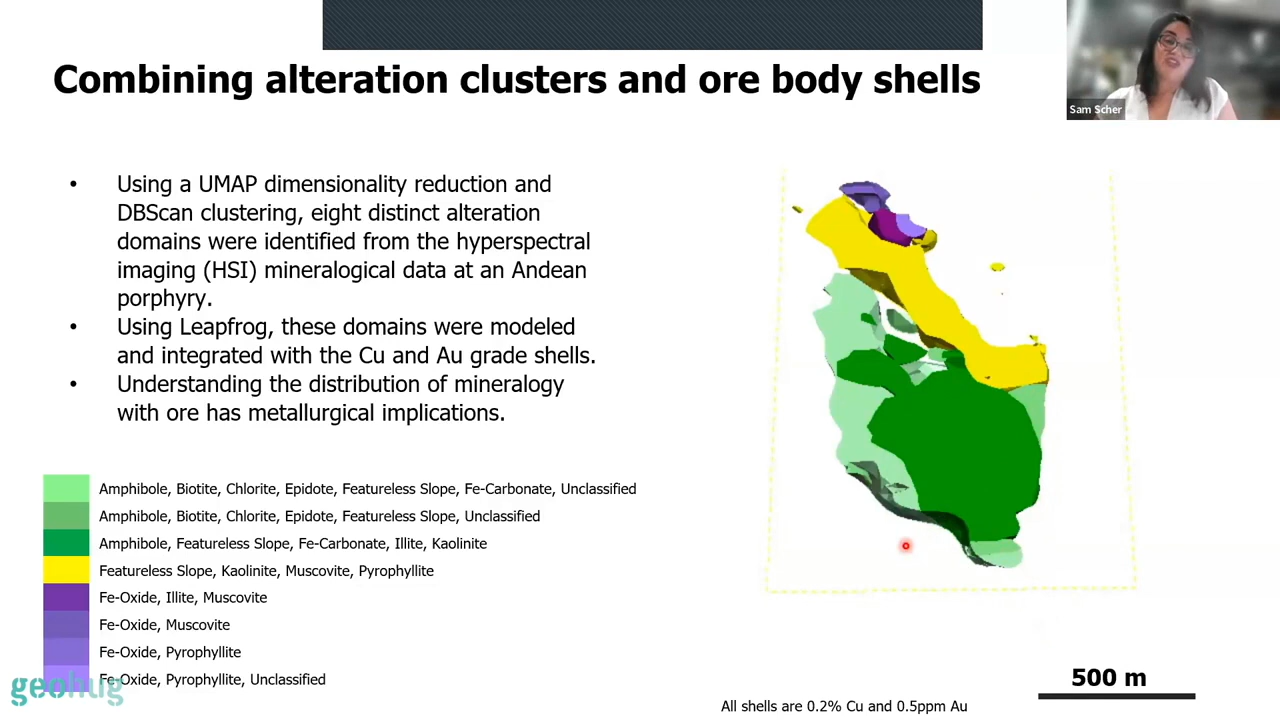 Combining alteration clusters and ore body shells
Sam Scher
• Using a UMAP dimensionality reduction and
DBScan clustering, eight distinct alteration
domains were identified from the hyperspectral
imaging (HSI) mineralogical data at an Andean
porphyry.
• Using Leapfrog, these domains were modeled
and integrated with the Cu and Au grade shells.
• Understanding the distribution of mineralogy
with ore has metallurgical implications.
Amphibole, Biotite, Chlorite, Epidote, Featureless Slope, Fe-Carbonate, Unclassified
Amphibole, Biotite, Chlorite, Epidote, Featureless Slope, Unclassified
Amphibole, Featureless Slope, Fe-Carbonate, Illite, Kaolinite
Featureless Slope, Kaolinite, Muscovite, Pyrophyllite
Fe-Oxide, Illite, Muscovite
Fe-Oxide, Muscovite
Fe-Oxide, Pyrophyllite
Fe-Oxide, Pyrophyllite, Unclassified
geohug
500 m
All shells are 0.2% Cu and 0.5ppm Au